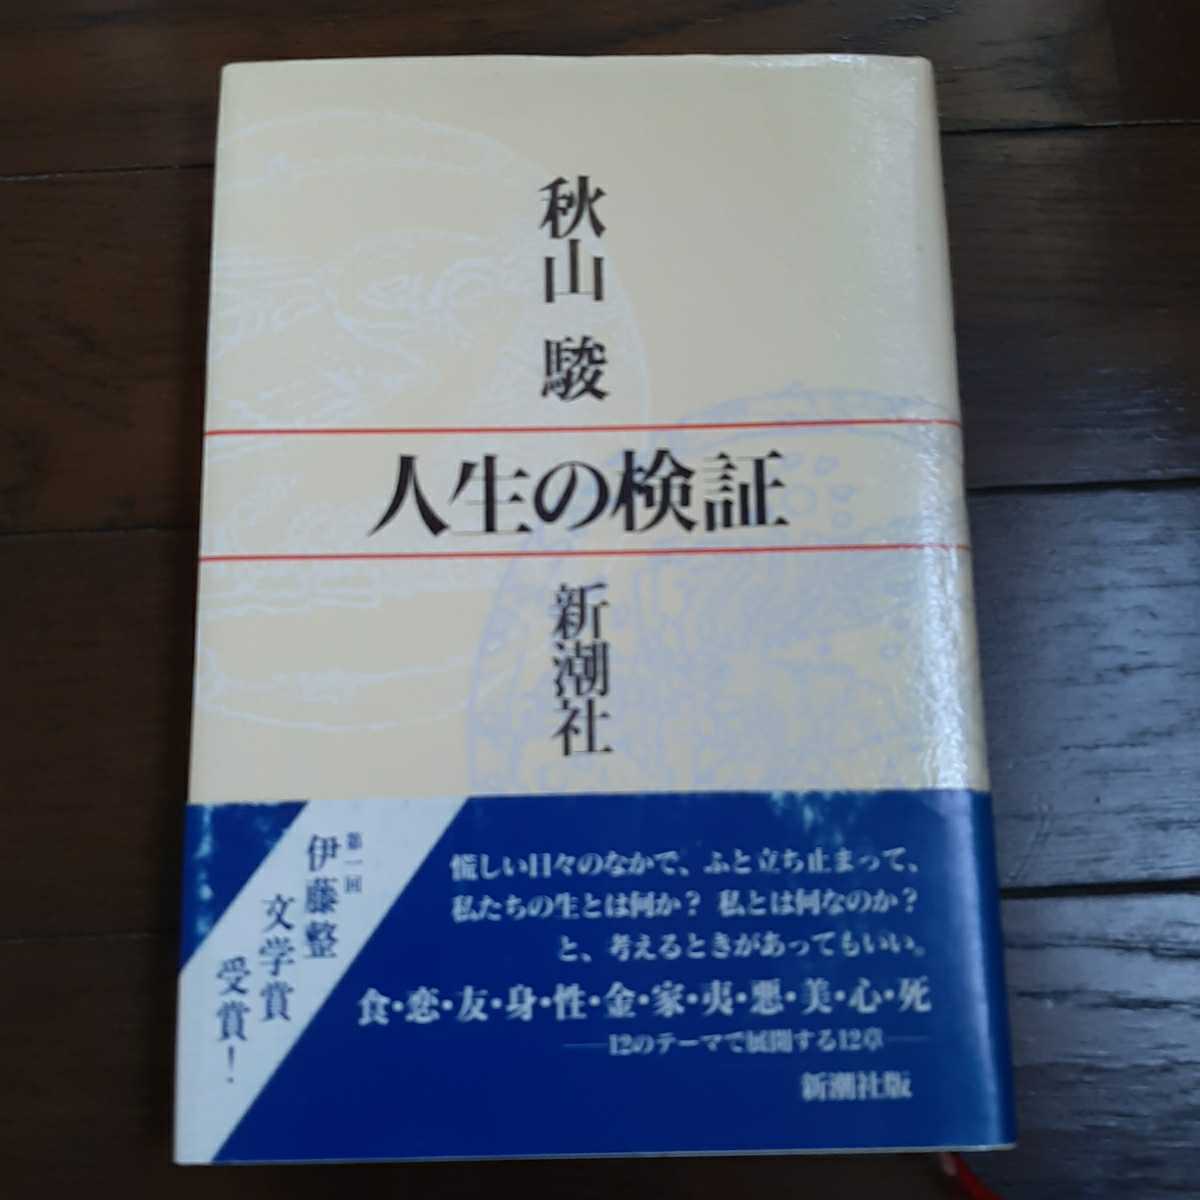 秋山 駿
人生の検証
新潮社
第一回
伊藤整
文学賞
受賞！
慌しい日々のなかで、ふと立ち止まって、
私たちの生とは何か？ 私とは何なのか？
と、考えるときがあってもいい。
食・恋・友・身・性・金・家・夷・悪・美・心・死
──12のテーマで展開する12章──
新潮社版